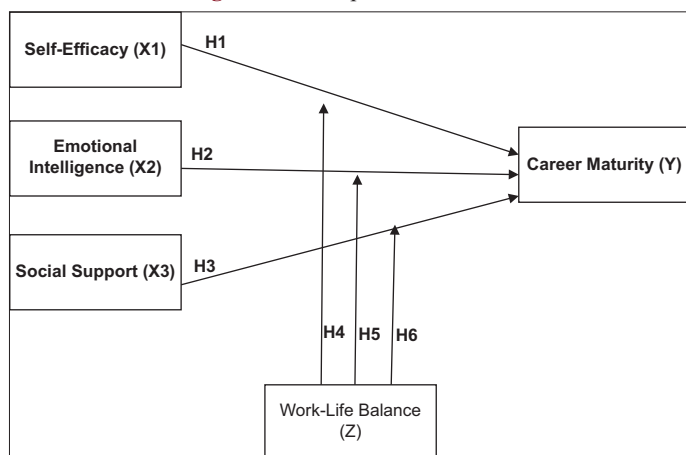 Self-Efficacy (X1)
H1
Emotional
Intelligence (X2)
H2
Career Maturity (Y)
Social Support (X3)
H3
H4
H5
H6
Work-Life Balance
(Z)